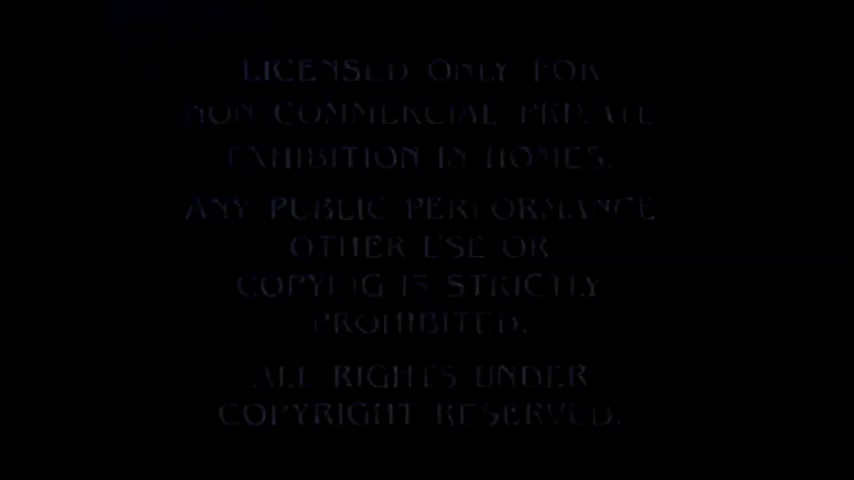 LICENSED ONLY FOR
NON COMMERCIAL PRIVATE
EXHIBITION IN HOMES.
ANY PUBLIC PERFORMANCE
OTHER USE OR
COPYING IS STRICTLY
PROHIBITED.
ALL RIGHTS UNDER
COPYRIGHT RESERVED.